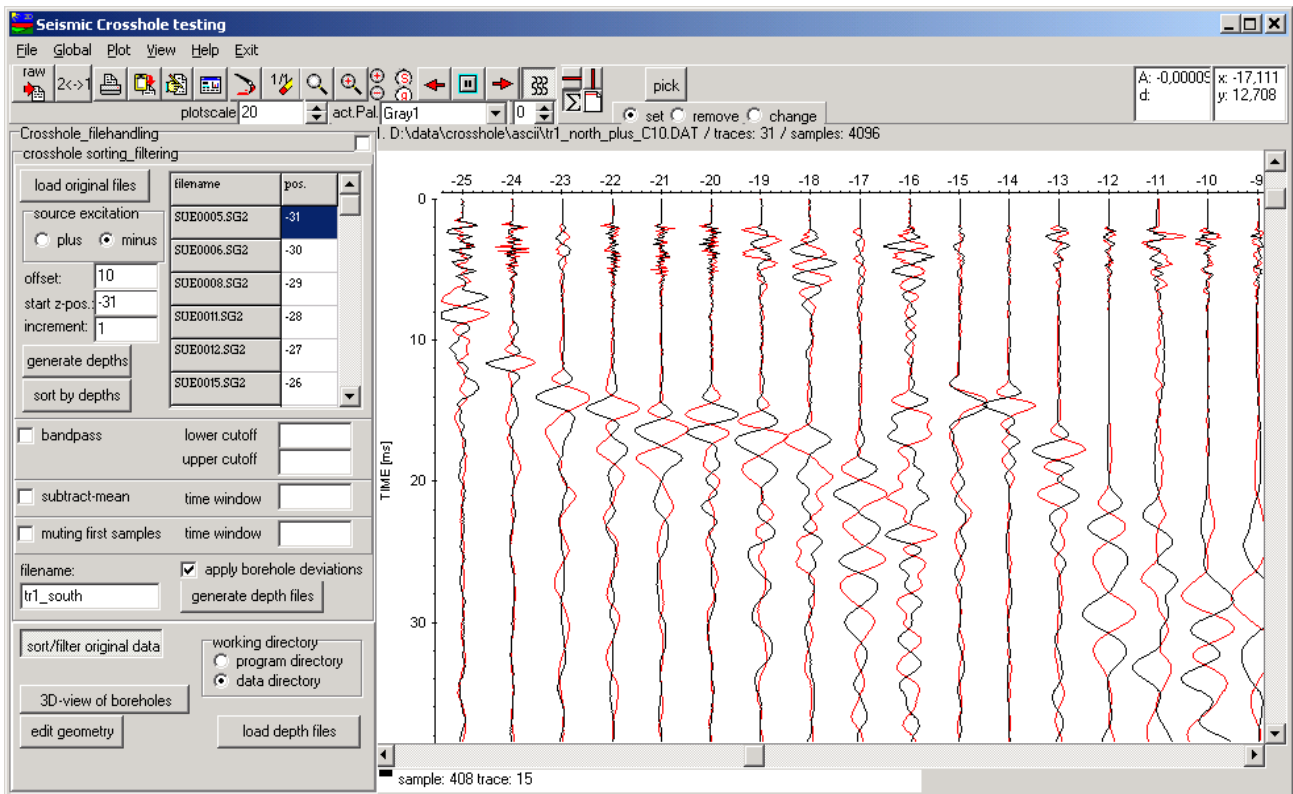 Seismic Crosshole testing
File Global Plot View Help Exit
raw 2<->1 1/2 pick A: -0,00009 x: -17,111
d: y: 12,708
plotscale 20 act.Pal. Gray1 0 set remove change
Crosshole_filehandling
1. D:\data\crosshole\ascii\tr1_north_plus_C10.DAT / traces: 31 / samples: 4096
crosshole sorting_filtering
load original files filename pos.
source excitation
plus minus
SUE0005.SG2 -31
SUE0006.SG2 -30
SUE0008.SG2 -29
SUE0011.SG2 -28
SUE0012.SG2 -27
SUE0015.SG2 -26
offset: 10
start z-pos.: -31
increment: 1
generate depths
sort by depths
bandpass lower cutoff
upper cutoff
subtract-mean time window
muting first samples time window
filename: apply borehole deviations
tr1_south generate depth files
sort/filter original data working directory
program directory
data directory
3D-view of boreholes
edit geometry load depth files
-25 -24 -23 -22 -21 -20 -19 -18 -17 -16 -15 -14 -13 -12 -11 -10 -9
0
10
20
30
TIME [ms]
sample: 408 trace: 15